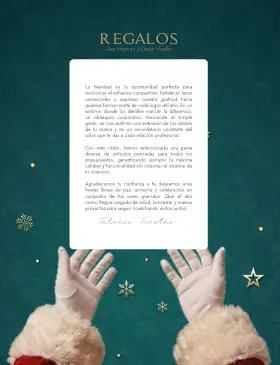 REGALOS
Que Inspiran y Dejan Huella
La Navidad es la oportunidad perfecta para
reconocer el esfuerzo compartido, fortalecer lazos
comerciales y expresar nuestra gratitud hacia
quienes forman parte de cada logro del año. En un
entorno donde los detalles marcan la diferencia,
un obsequio corporativo trasciende el simple
gesto: se convierte en una extensión de los valores
de tu marca y en un recordatorio constante del
valor que le das a cada relación profesional.
Con esta visión, hemos seleccionado una gama
diversa de artículos pensados para todos los
presupuestos, garantizando siempre la máxima
calidad y funcionalidad sin importar el alcance de
tu inversión.
Agradecemos tu confianza y te deseamos unas
fiestas llenas de paz, armonía y celebración en
compañía de tus seres queridos. Que el año
nuevo llegue cargado de salud, bienestar y nuevos
proyectos para seguir cosechando éxitos juntos.
Felices Fiestas